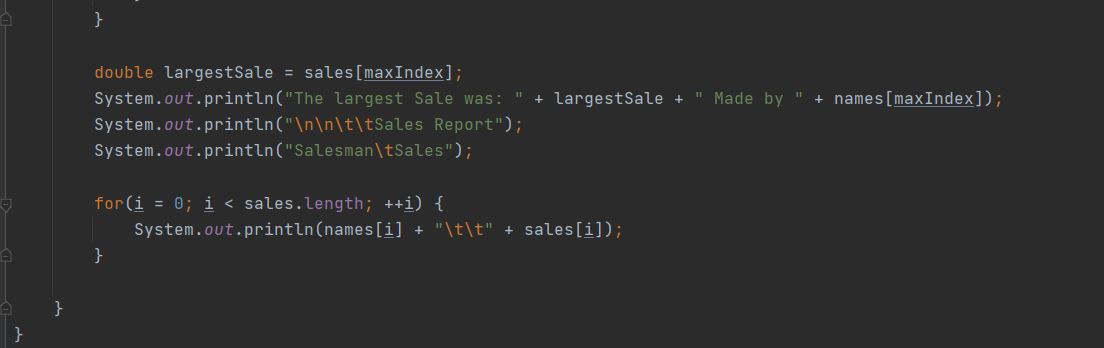 }
double largestSale = sales[maxIndex];
System.out.println("The largest Sale was: " + largestSale + " Made by " + names[maxIndex]);
System.out.println("\n\n\t\tSales Report");
System.out.println("Salesman\tSales");
for(i = 0; i < sales.length; ++i) {
System.out.println(names[i] + "\t\t" + sales[i]);
}
}
}